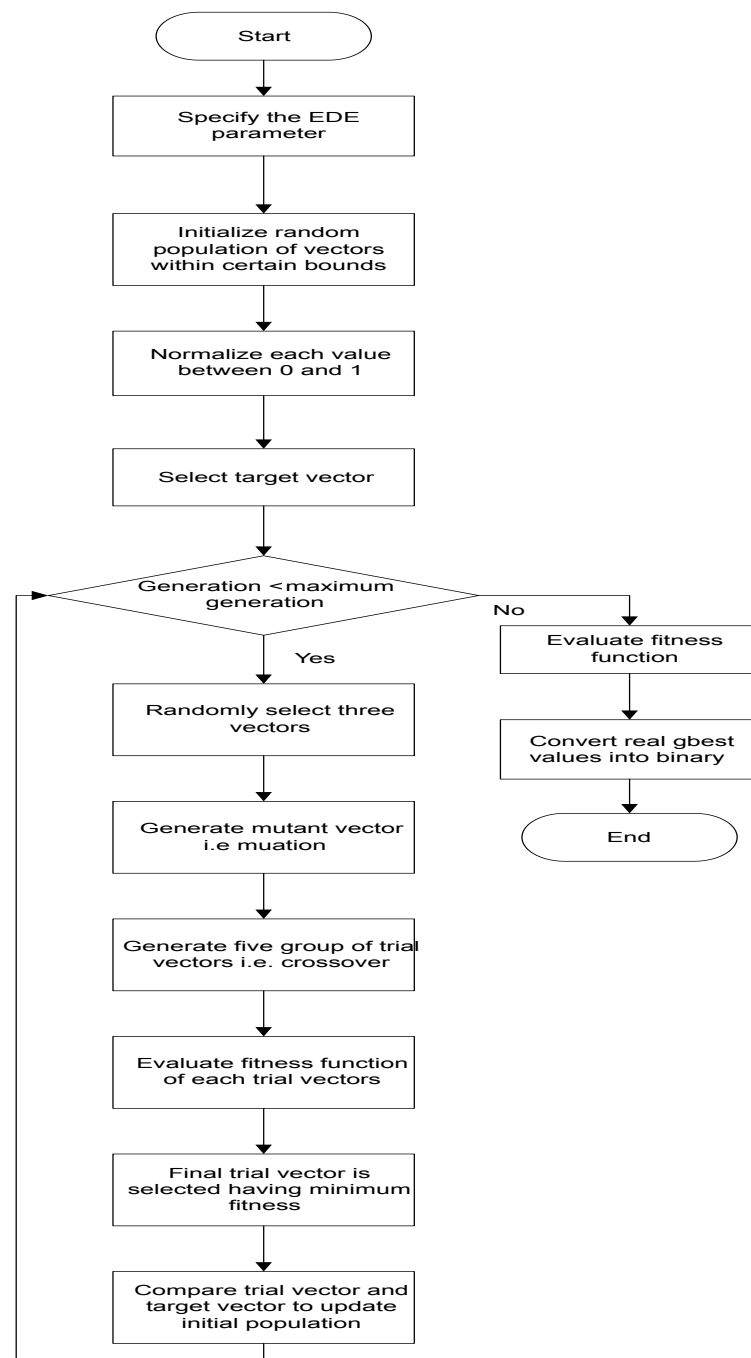 Start
Specify the EDE
parameter
Initialize random
population of vectors
within certain bounds
Normalize each value
between 0 and 1
Select target vector
Generation <maximum
generation
No
Yes
Evaluate fitness
function
Randomly select three
vectors
Convert real gbest
values into binary
Generate mutant vector
i.e muation
End
Generate five group of trial
vectors i.e. crossover
Evaluate fitness function
of each trial vectors
Final trial vector is
selected having minimum
fitness
Compare trial vector and
target vector to update
initial population